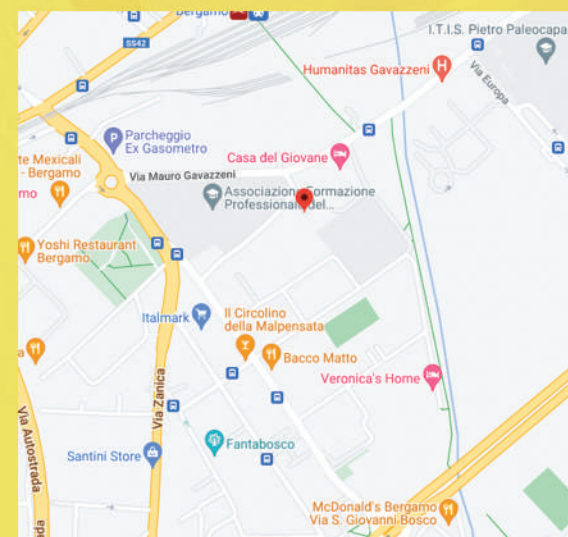 Bergamo
SS42
I.T.I.S. Pietro Paleocapa
Humanitas Gavazzeni
Via Europa
Parcheggio
Ex Gasometro
Casa del Giovane
te Mexicali
- Bergamo
mo
Via Mauro Gavazzeni
Associazione Formazione
Professionale del...
Yoshi Restaurant
Bergamo
Italmark
Il Circolino
della Malpensata
Bacco Matto
a
Veronica's Home
Via Zanica
Via Autostrada
Fantabosco
Santini Store
McDonald's Bergamo
Via S. Giovanni Bosco